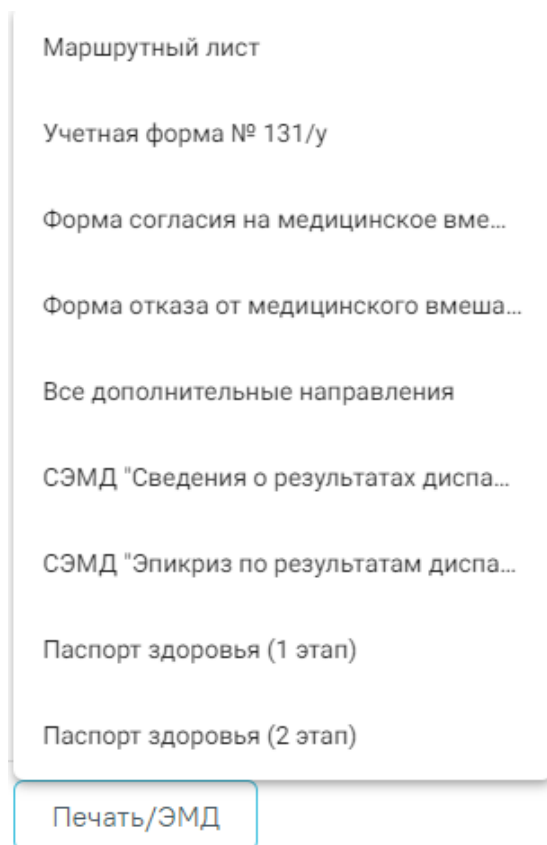 Маршрутный лист
Учетная форма № 131/у
Форма согласия на медицинское вме...
Форма отказа от медицинского вмеша...
Все дополнительные направления
СЭМД "Сведения о результатах диспа...
СЭМД "Эпикриз по результатам диспа...
Паспорт здоровья (1 этап)
Паспорт здоровья (2 этап)
Печать/ЭМД